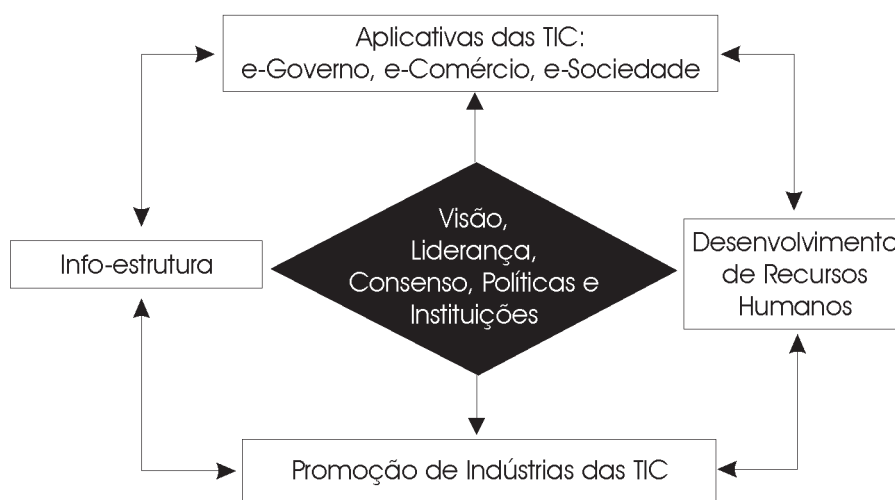 Aplicativas das TIC:
e-Governo, e-Comércio, e-Sociedade
Visão,
Liderança,
Consenso, Políticas e
Instituições
Info-estrutura
Desenvolvimento
de Recursos
Humanos
Promoção de Indústrias das TIC